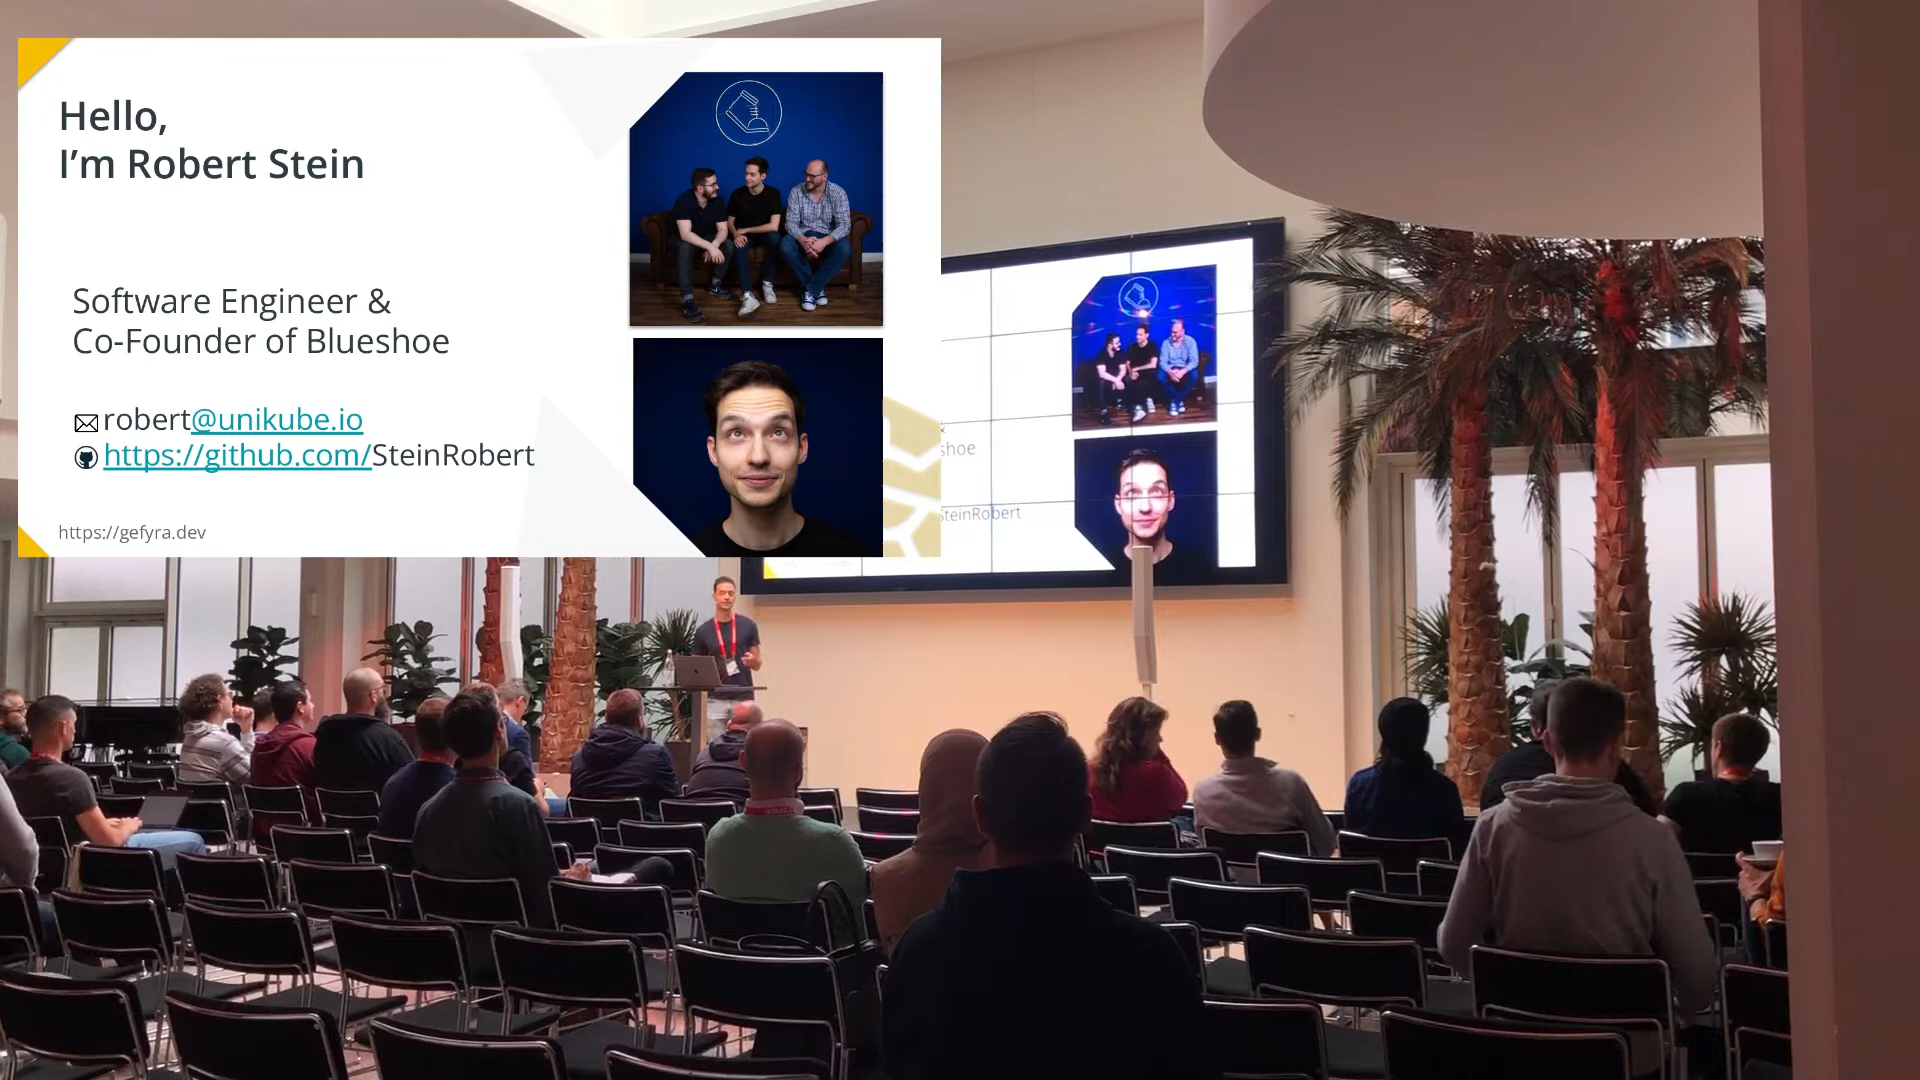 Hello,
I'm Robert Stein
Software Engineer &
Co-Founder of Blueshoe
robert@unikube.io
https://github.com/SteinRobert
https://gefyra.dev
shoe
SteinRobert